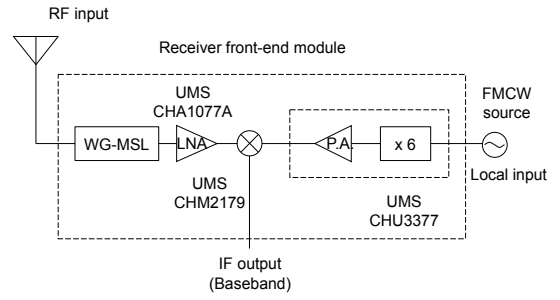 RF input
Receiver front-end module
UMS
CHA1077A
FMCW
source
WG-MSL
LNA
P.A.
x 6
Local input
UMS
CHM2179
UMS
CHU3377
IF output
(Baseband)